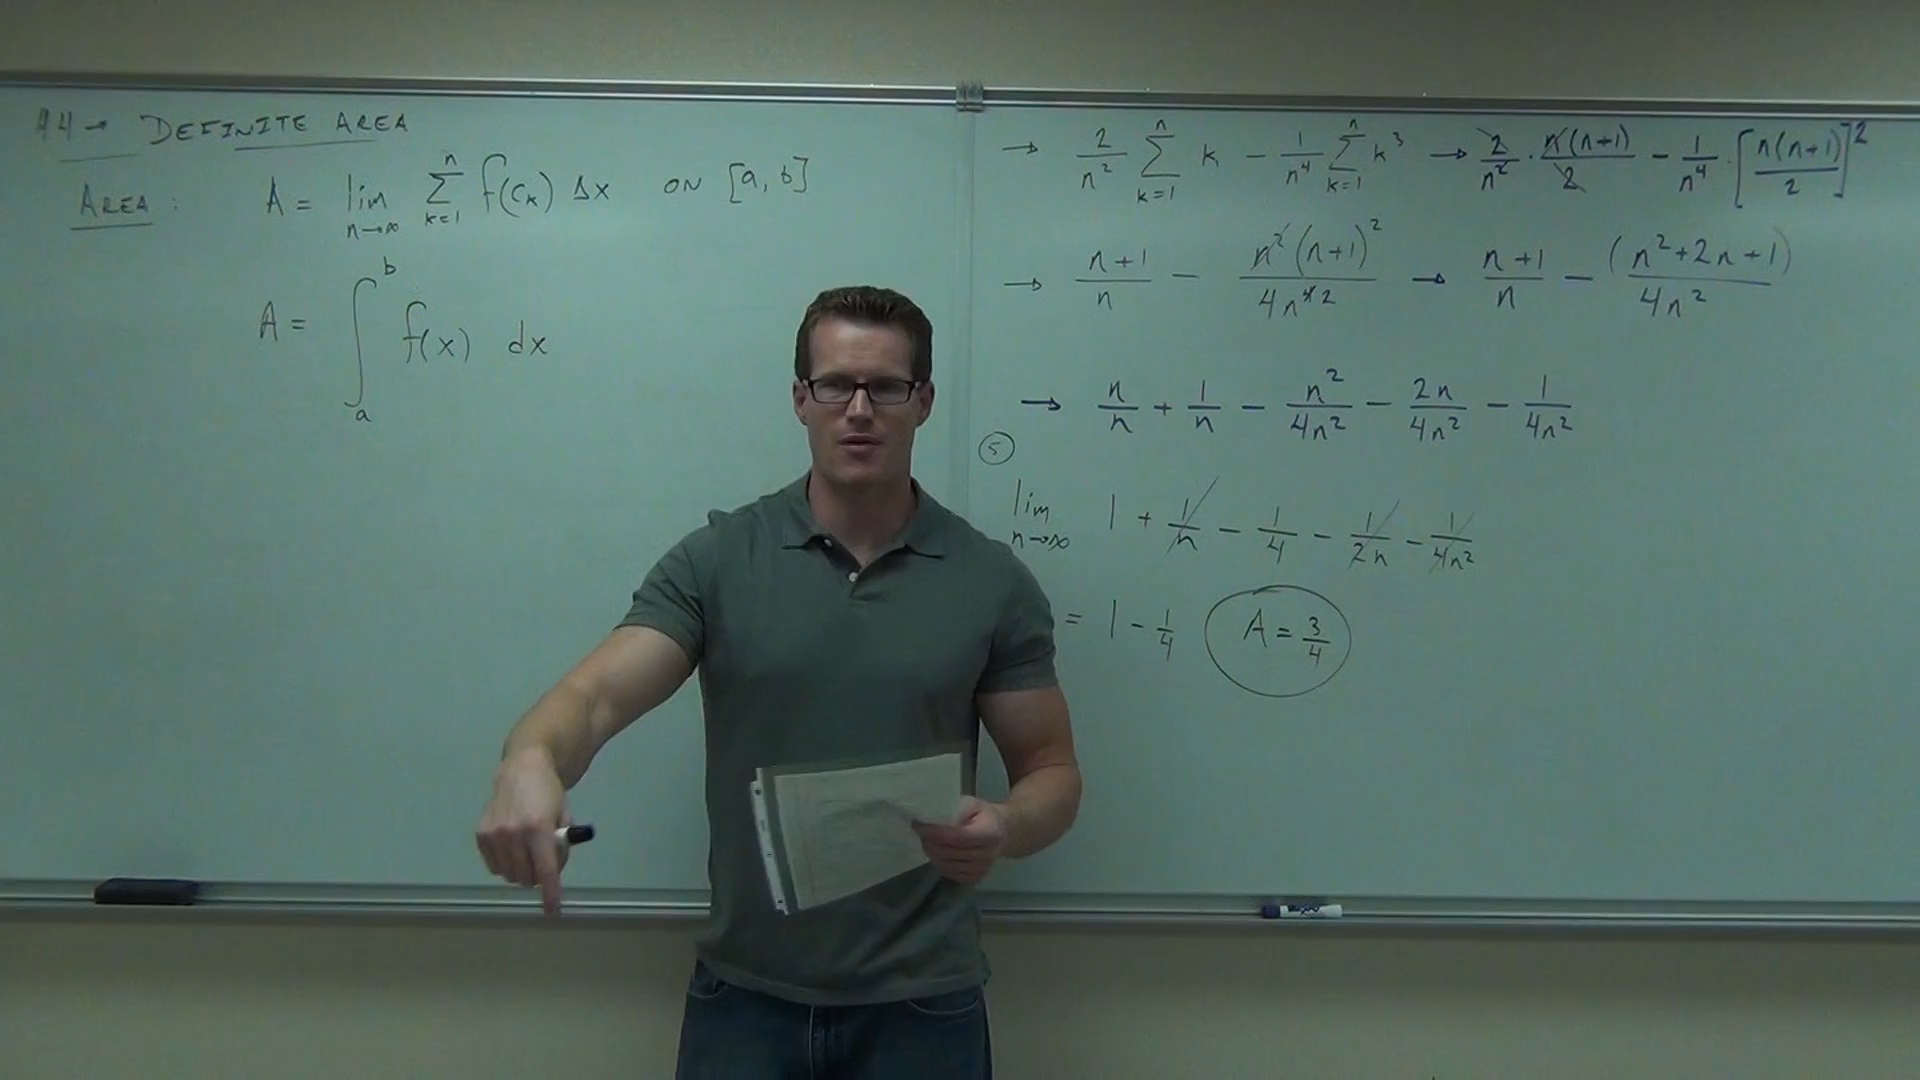 44 → DEFINITE AREA
AREA : A = lim n→∞ n Σ k=1 f(cₖ) Δx ON [a, b]
A = ∫ₐᵇ f(x) dx
→ 2/n² n Σ k=1 k − 1/n⁴ n Σ k=1 k³ → 2/n² · n(n+1)/2 − 1/n⁴ · [n(n+1)/2]²
→ n+1/n − n²(n+1)²/4n⁴ 2 → n+1/n − (n²+2n+1)/4n²
→ n/n + 1/n − n²/4n² − 2n/4n² − 1/4n²
5
lim n→∞ 1 + 1/n − 1/4 − 1/2n − 1/4n²
= 1 − 1/4 A = 3/4